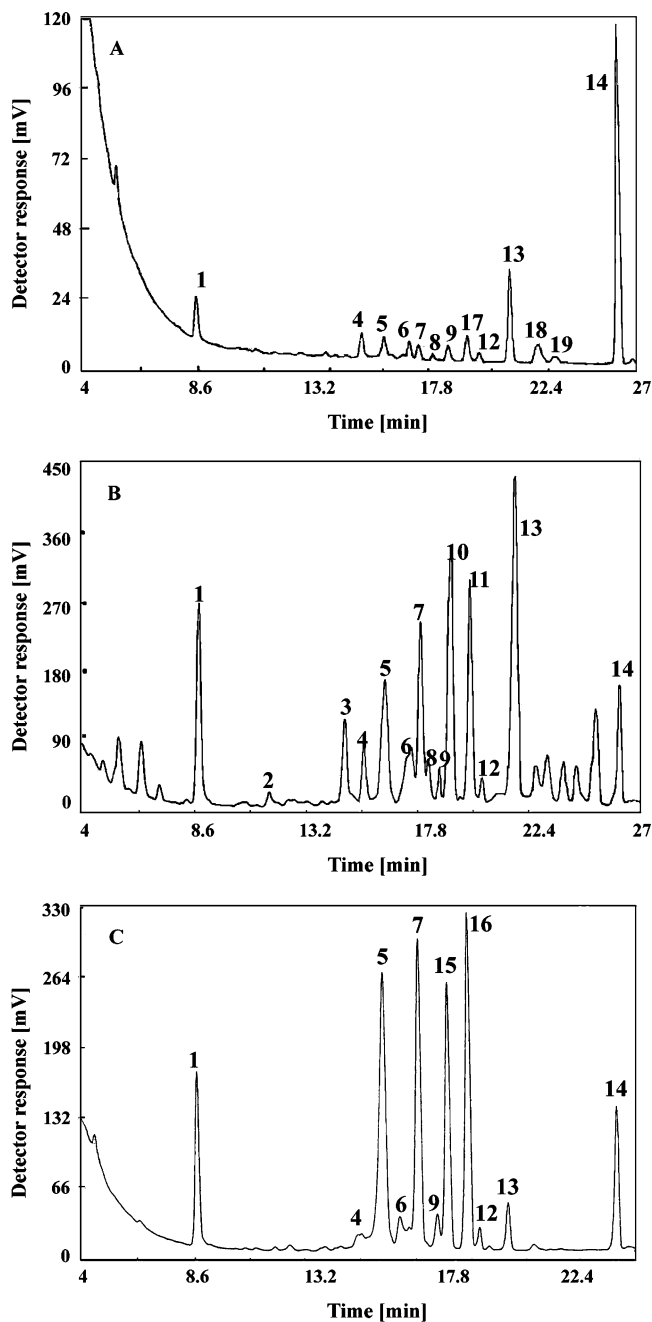 120
A
14
96
Detector response [mV]
72
48
13
1
24
4 5 6 7 8 9 17 12 18 19
0
4 8.6 13.2 17.8 22.4 27
Time [min]
450
B
13
360
10
11
1
270
7
Detector response [mV]
5
180
14
3
4
90
6 8 9
2
12
0
4 8.6 13.2 17.8 22.4 27
Time [min]
330
C
7 16
5
15
264
Detector response [mV]
198
1
132
14
66
13
4 6 9 12
0
4 8.6 13.2 17.8 22.4
Time [min]